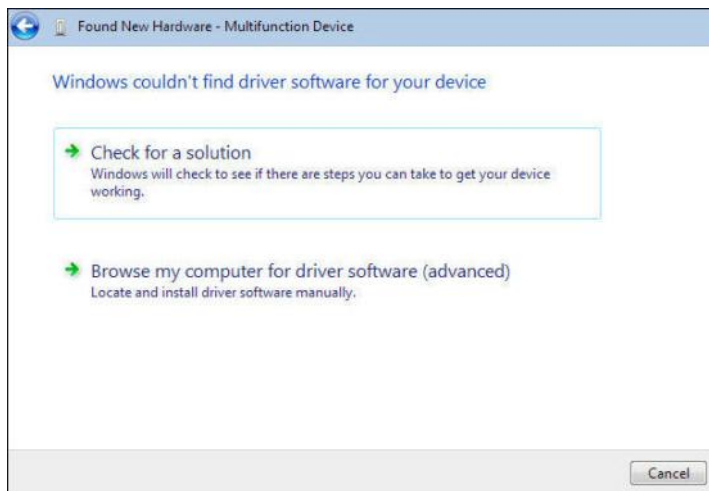 Found New Hardware - Multifunction Device
Windows couldn't find driver software for your device
Check for a solution
Windows will check to see if there are steps you can take to get your device
working.
Browse my computer for driver software (advanced)
Locate and install driver software manually.
Cancel